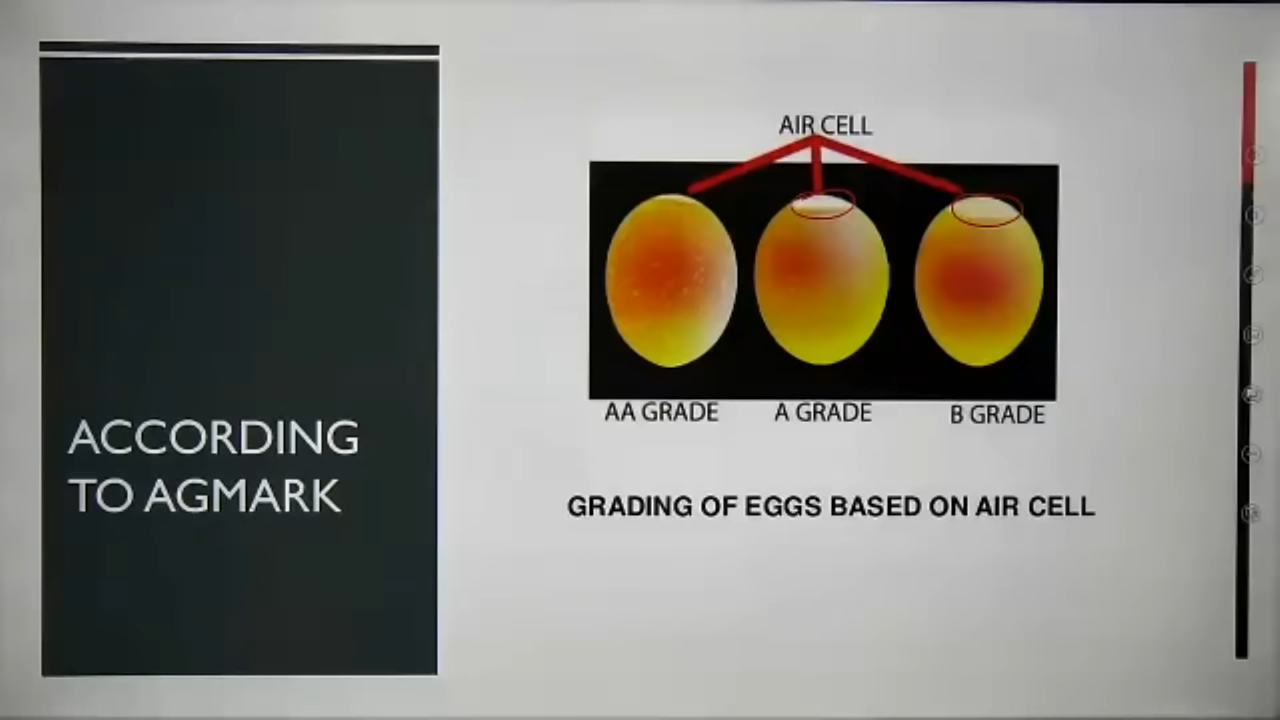 ACCORDING
TO AGMARK
AIR CELL
AA GRADE
A GRADE
B GRADE
GRADING OF EGGS BASED ON AIR CELL